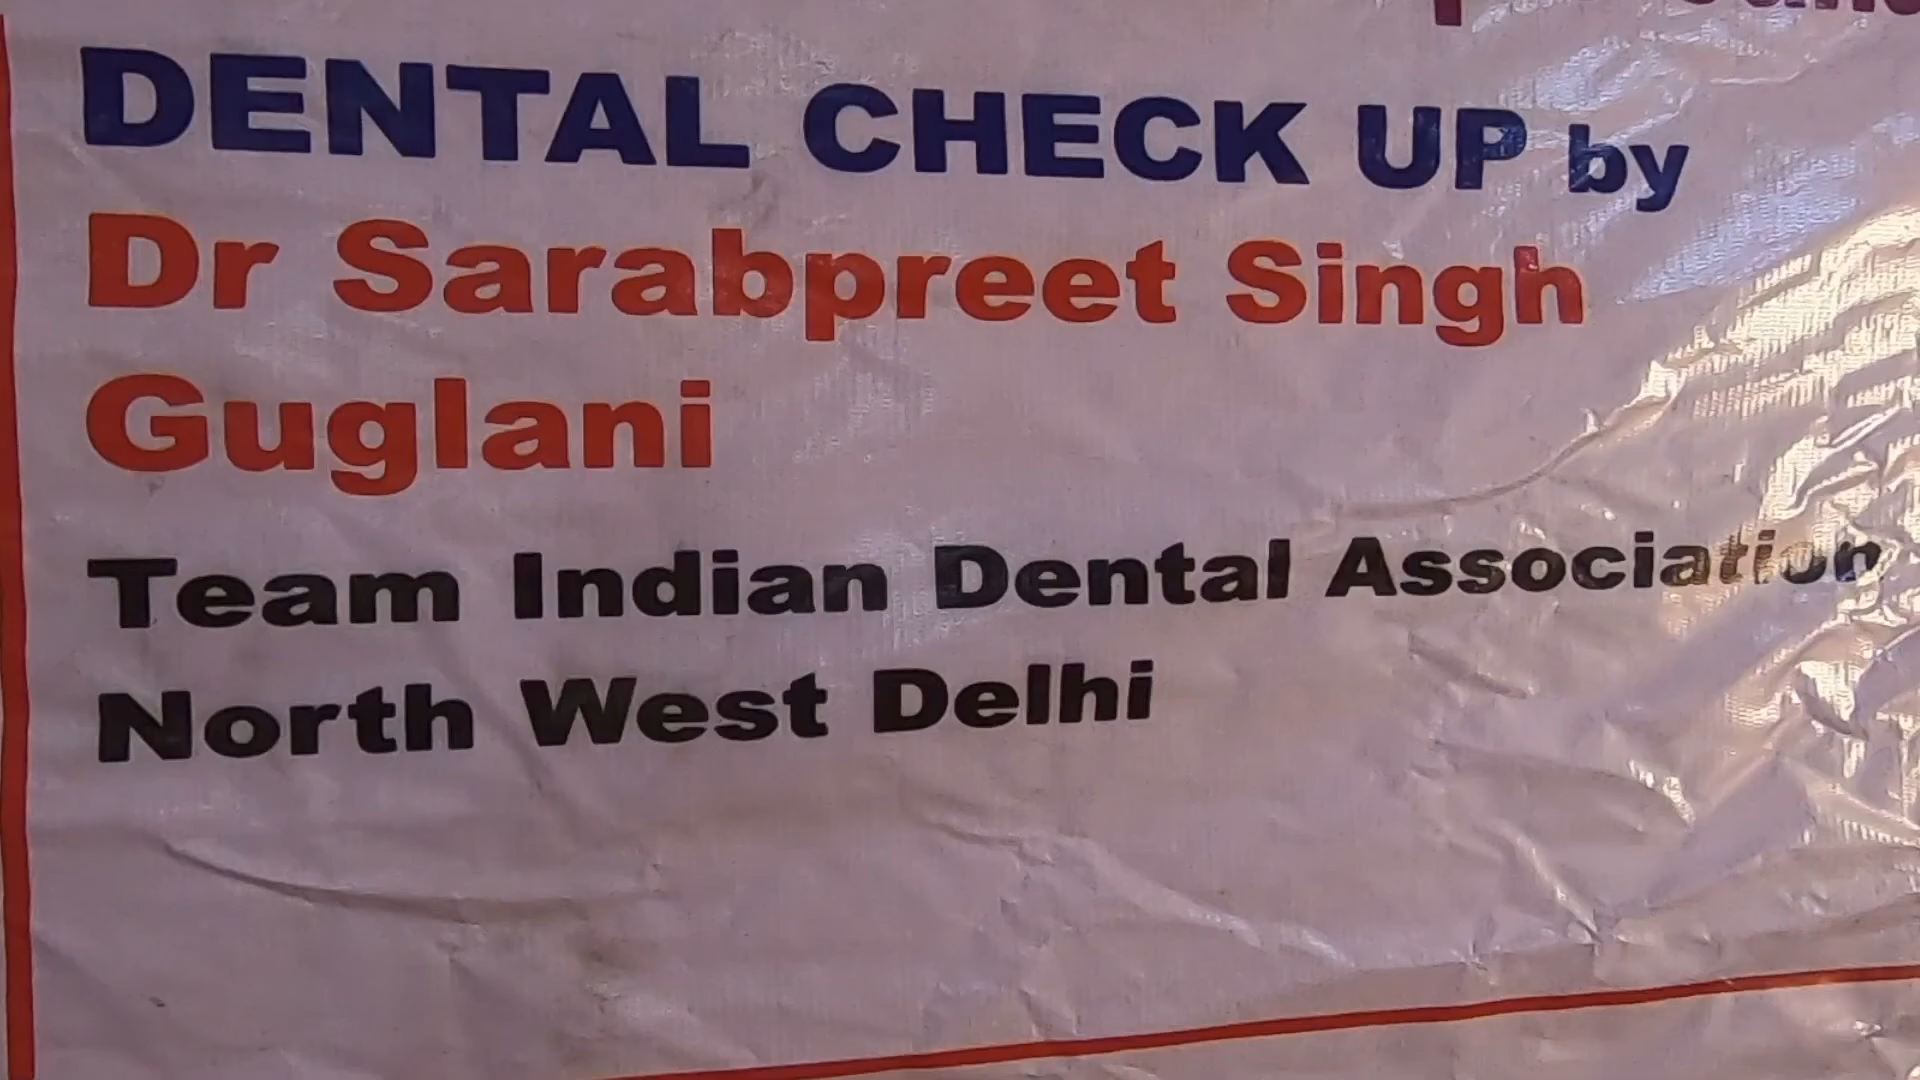 DENTAL CHECK UP by
Dr Sarabpreet Singh
Guglani
Team Indian Dental Association
North West Delhi